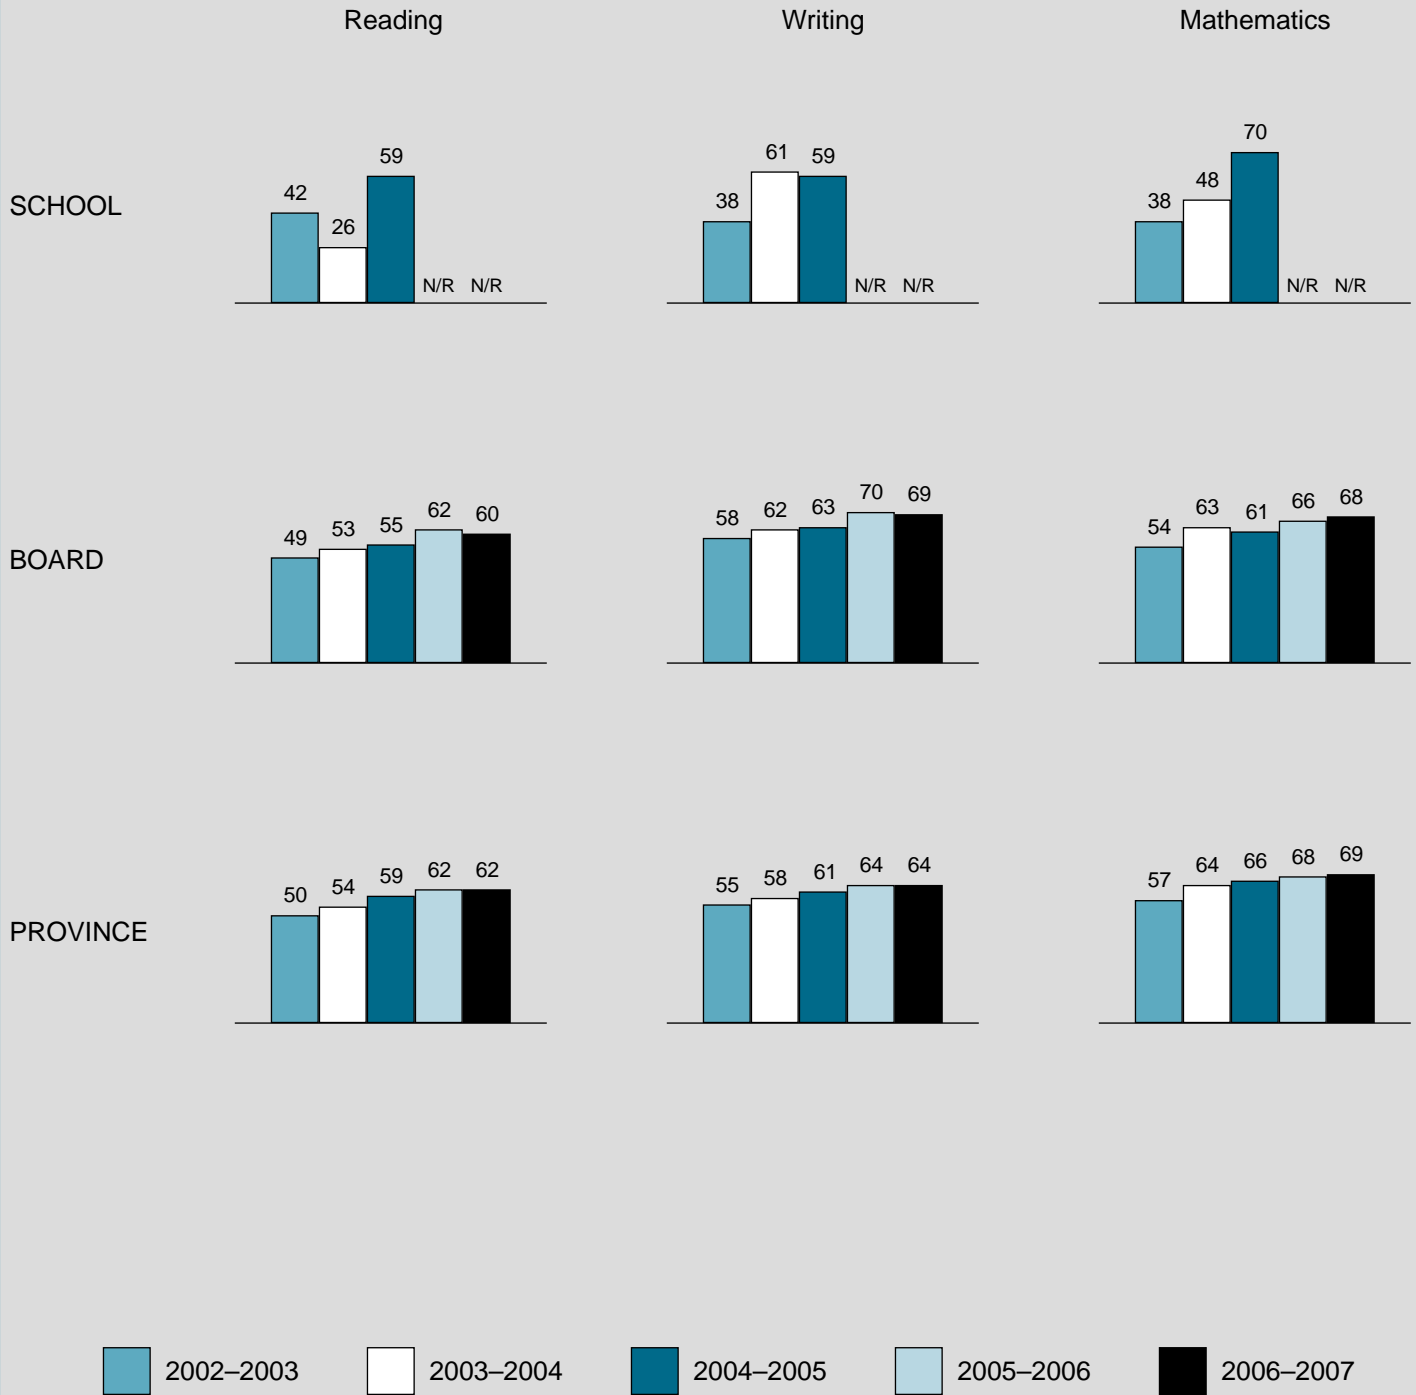 Reading Writing Mathematics
SCHOOL
42 26 59 N/R N/R
38 61 59 N/R N/R
38 48 70 N/R N/R
BOARD
49 53 55 62 60
58 62 63 70 69
54 63 61 66 68
PROVINCE
50 54 59 62 62
55 58 61 64 64
57 64 66 68 69
2002–2003 2003–2004 2004–2005 2005–2006 2006–2007